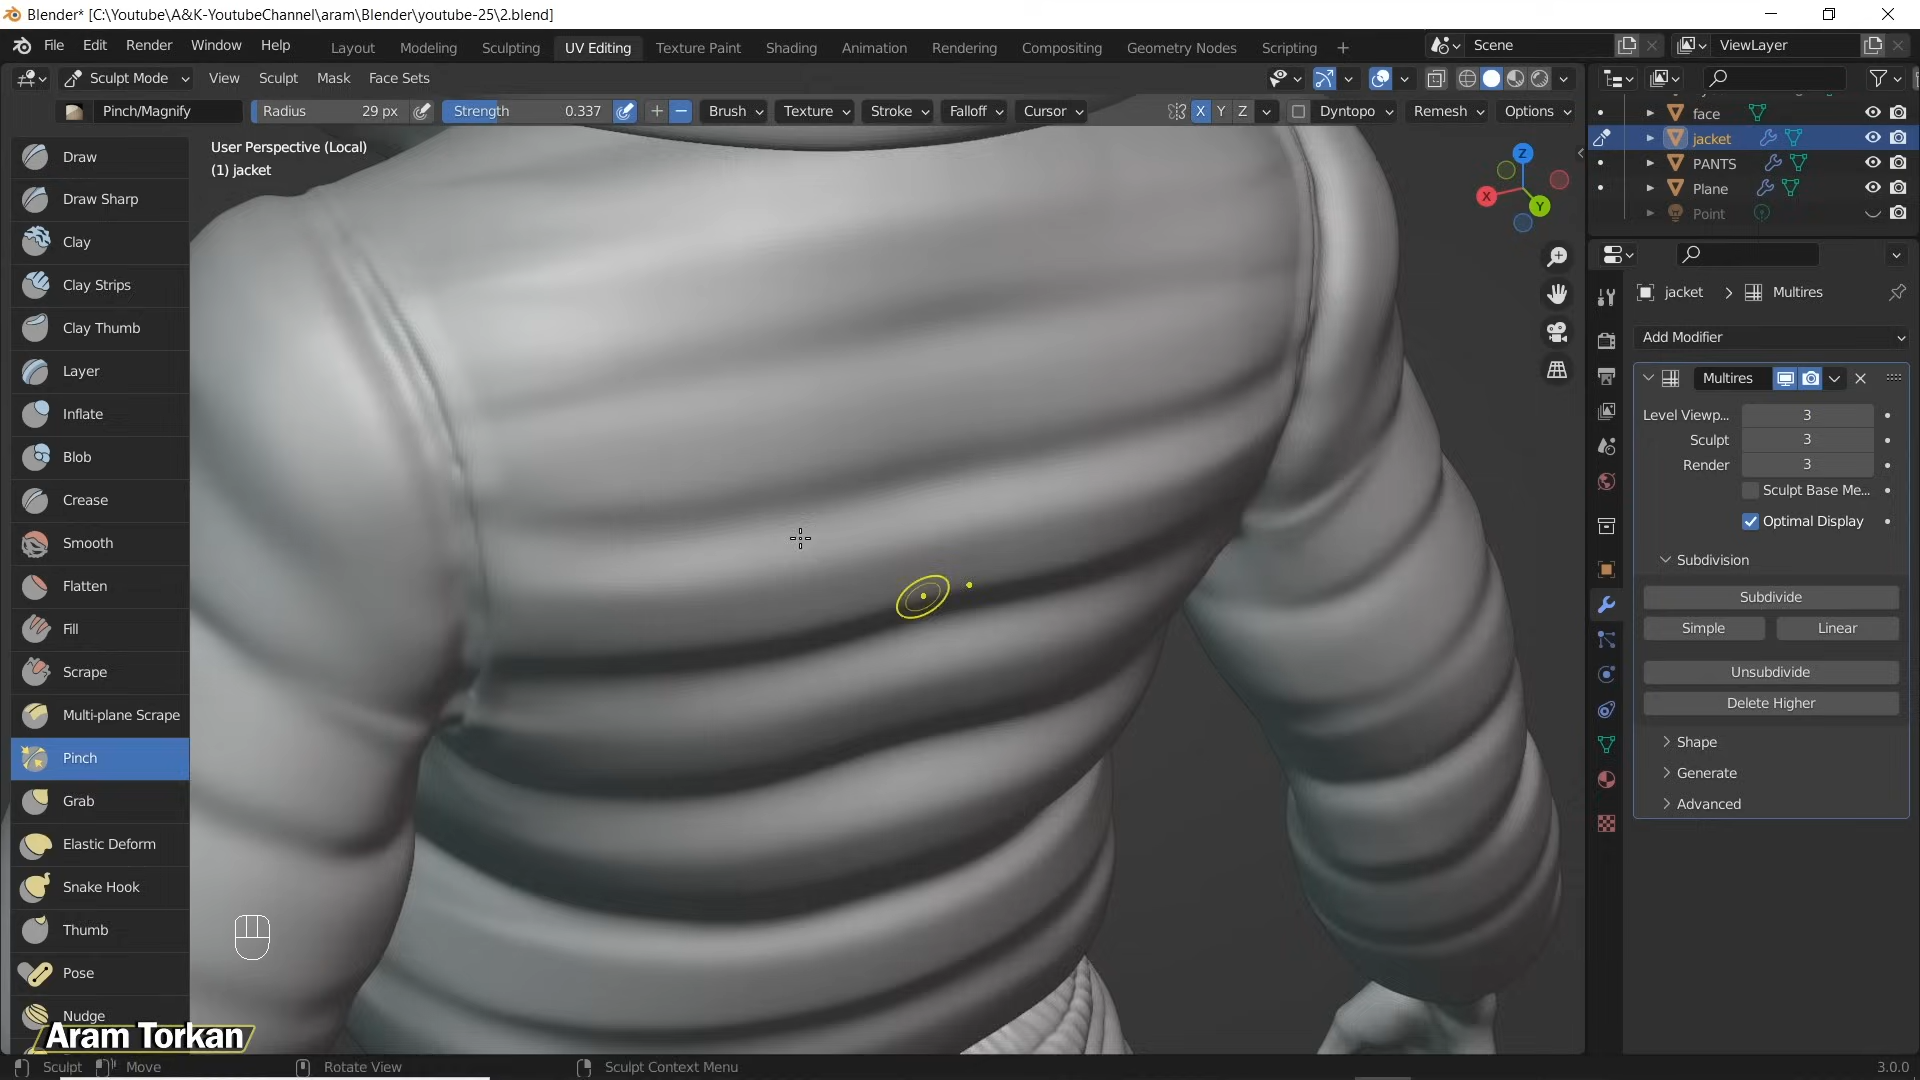 Blender* [C:\Youtube\A&K-YoutubeChannel\aram\Blender\youtube-25\2.blend]
File Edit Render Window Help Layout Modeling Sculpting UV Editing Texture Paint Shading Animation Rendering Compositing Geometry Nodes Scripting + Scene ViewLayer
Sculpt Mode View Sculpt Mask Face Sets
Pinch/Magnify Radius 29 px Strength 0.337 Brush Texture Stroke Falloff Cursor X Y Z Dyntopo Remesh Options
User Perspective (Local)
(1) jacket
Draw
Draw Sharp
Clay
Clay Strips
Clay Thumb
Layer
Inflate
Blob
Crease
Smooth
Flatten
Fill
Scrape
Multi-plane Scrape
Pinch
Grab
Elastic Deform
Snake Hook
Thumb
Pose
Nudge
Aram Torkan
Z
X
Y
face
jacket
PANTS
Plane
Point
jacket > Multires
Add Modifier
Multires
Level Viewp... 3
Sculpt 3
Render 3
Sculpt Base Me...
Optimal Display
Subdivision
Subdivide
Simple Linear
Unsubdivide
Delete Higher
Shape
Generate
Advanced
Sculpt Move Rotate View Sculpt Context Menu 3.0.0